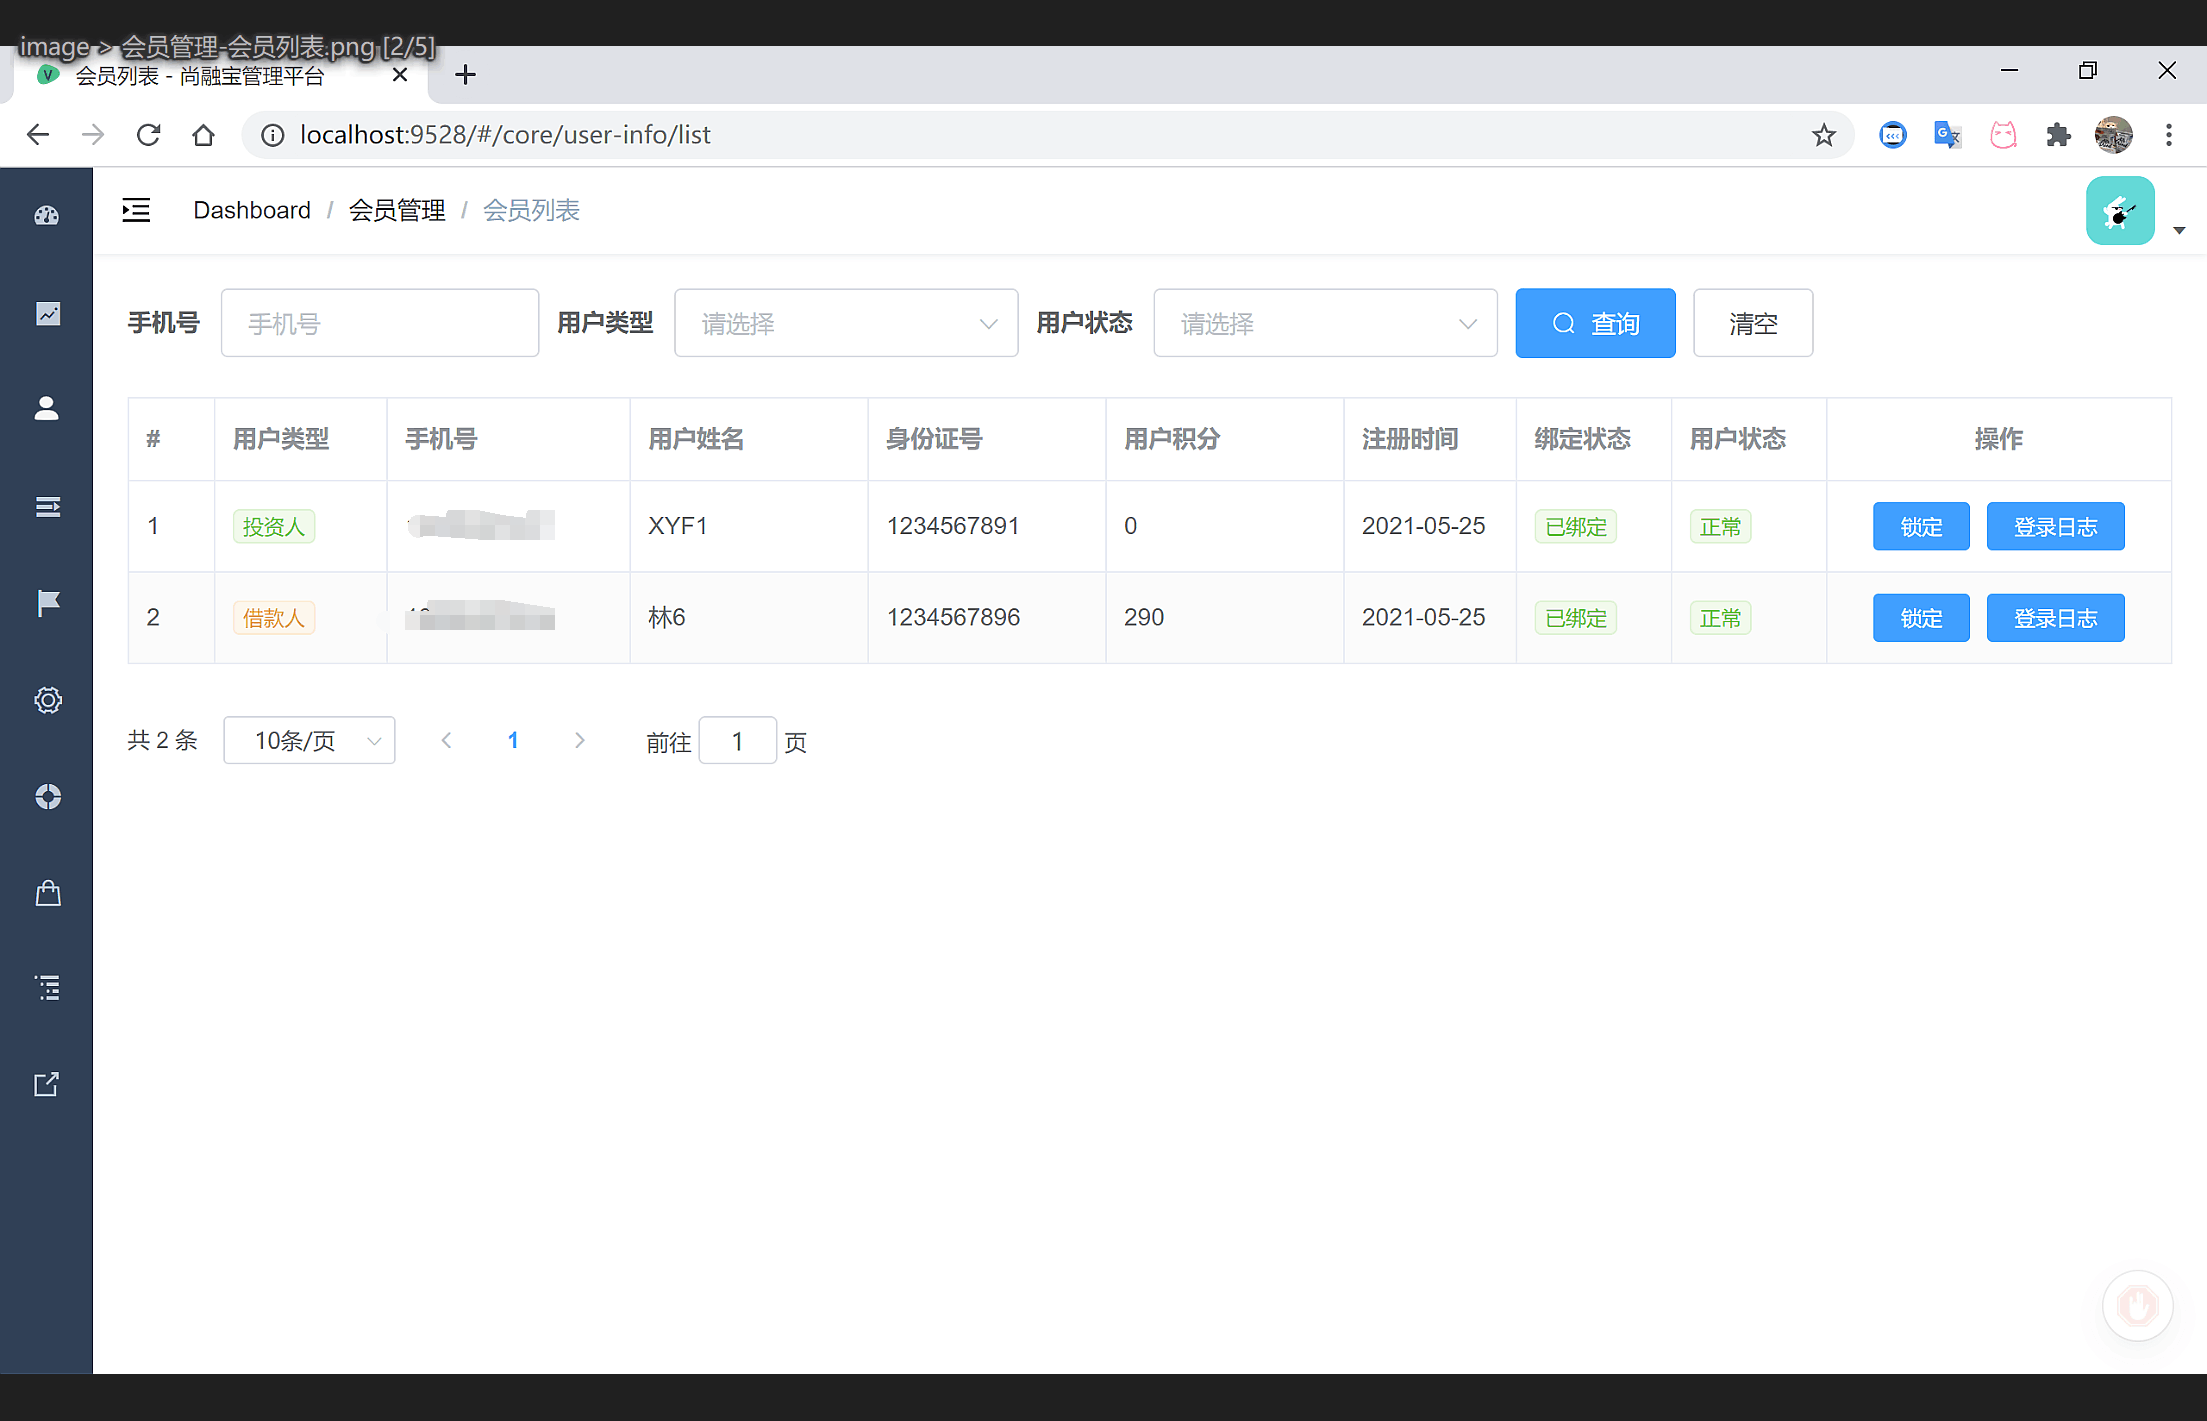 image > 会员管理-会员列表.png [2/5]
会员列表 - 尚融宝管理平台
localhost:9528/#/core/user-info/list
Dashboard / 会员管理 / 会员列表
手机号 手机号 用户类型 请选择 用户状态 请选择 查询 清空
# 用户类型 手机号 用户姓名 身份证号 用户积分 注册时间 绑定状态 用户状态 操作
1 投资人 XYF1 1234567891 0 2021-05-25 已绑定 正常 锁定 登录日志
2 借款人 林6 1234567896 290 2021-05-25 已绑定 正常 锁定 登录日志
共 2 条 10条/页 1 前往 1 页